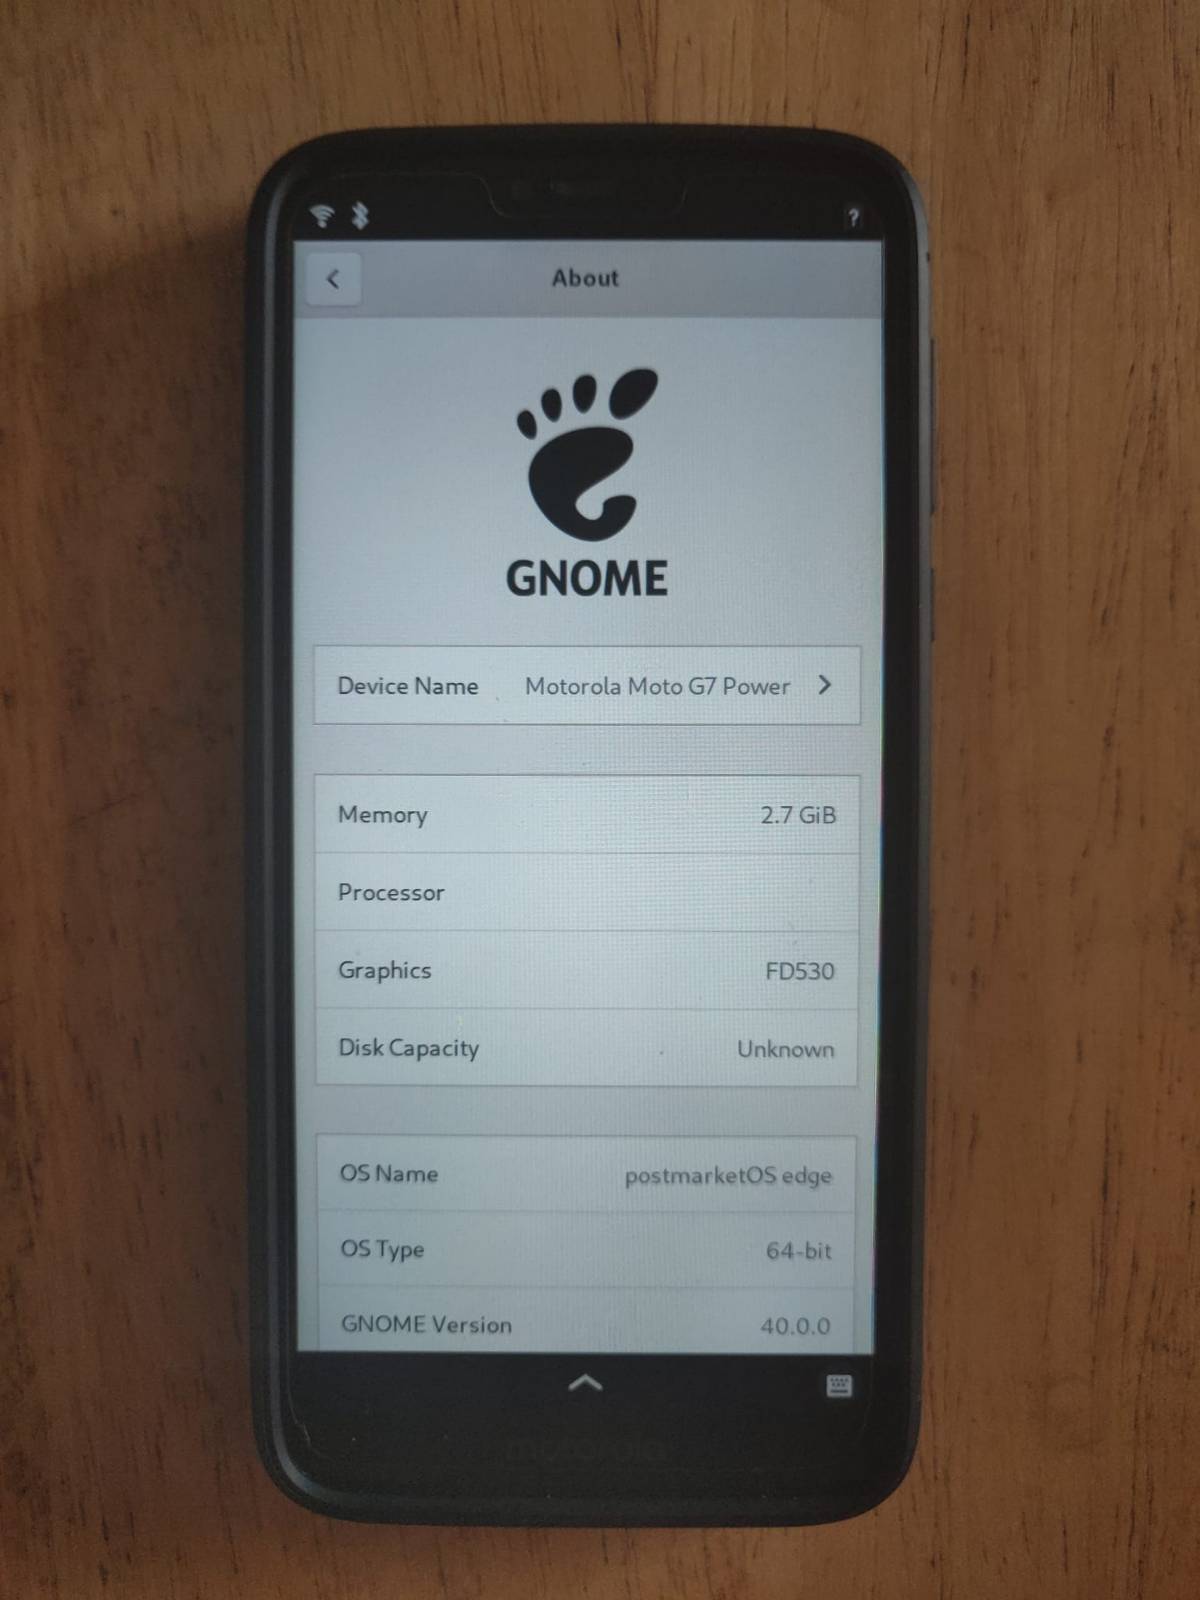 ?
About
GNOME
Device Name Motorola Moto G7 Power
Memory 2.7 GiB
Processor
Graphics FD530
Disk Capacity Unknown
OS Name postmarketOS edge
OS Type 64-bit
GNOME Version 40.0.0
motorola